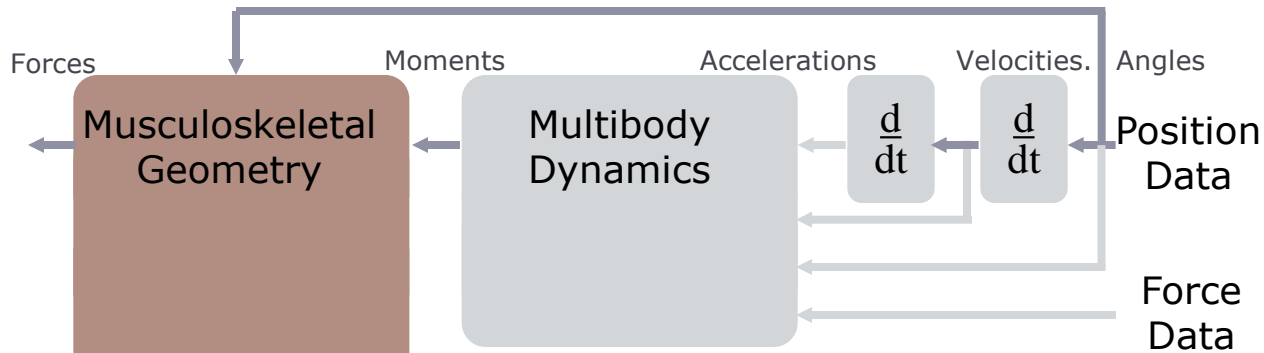 Forces
Moments
Accelerations
Velocities.
Angles
Musculoskeletal
Geometry
Multibody
Dynamics
d
dt
d
dt
Position
Data
Force
Data